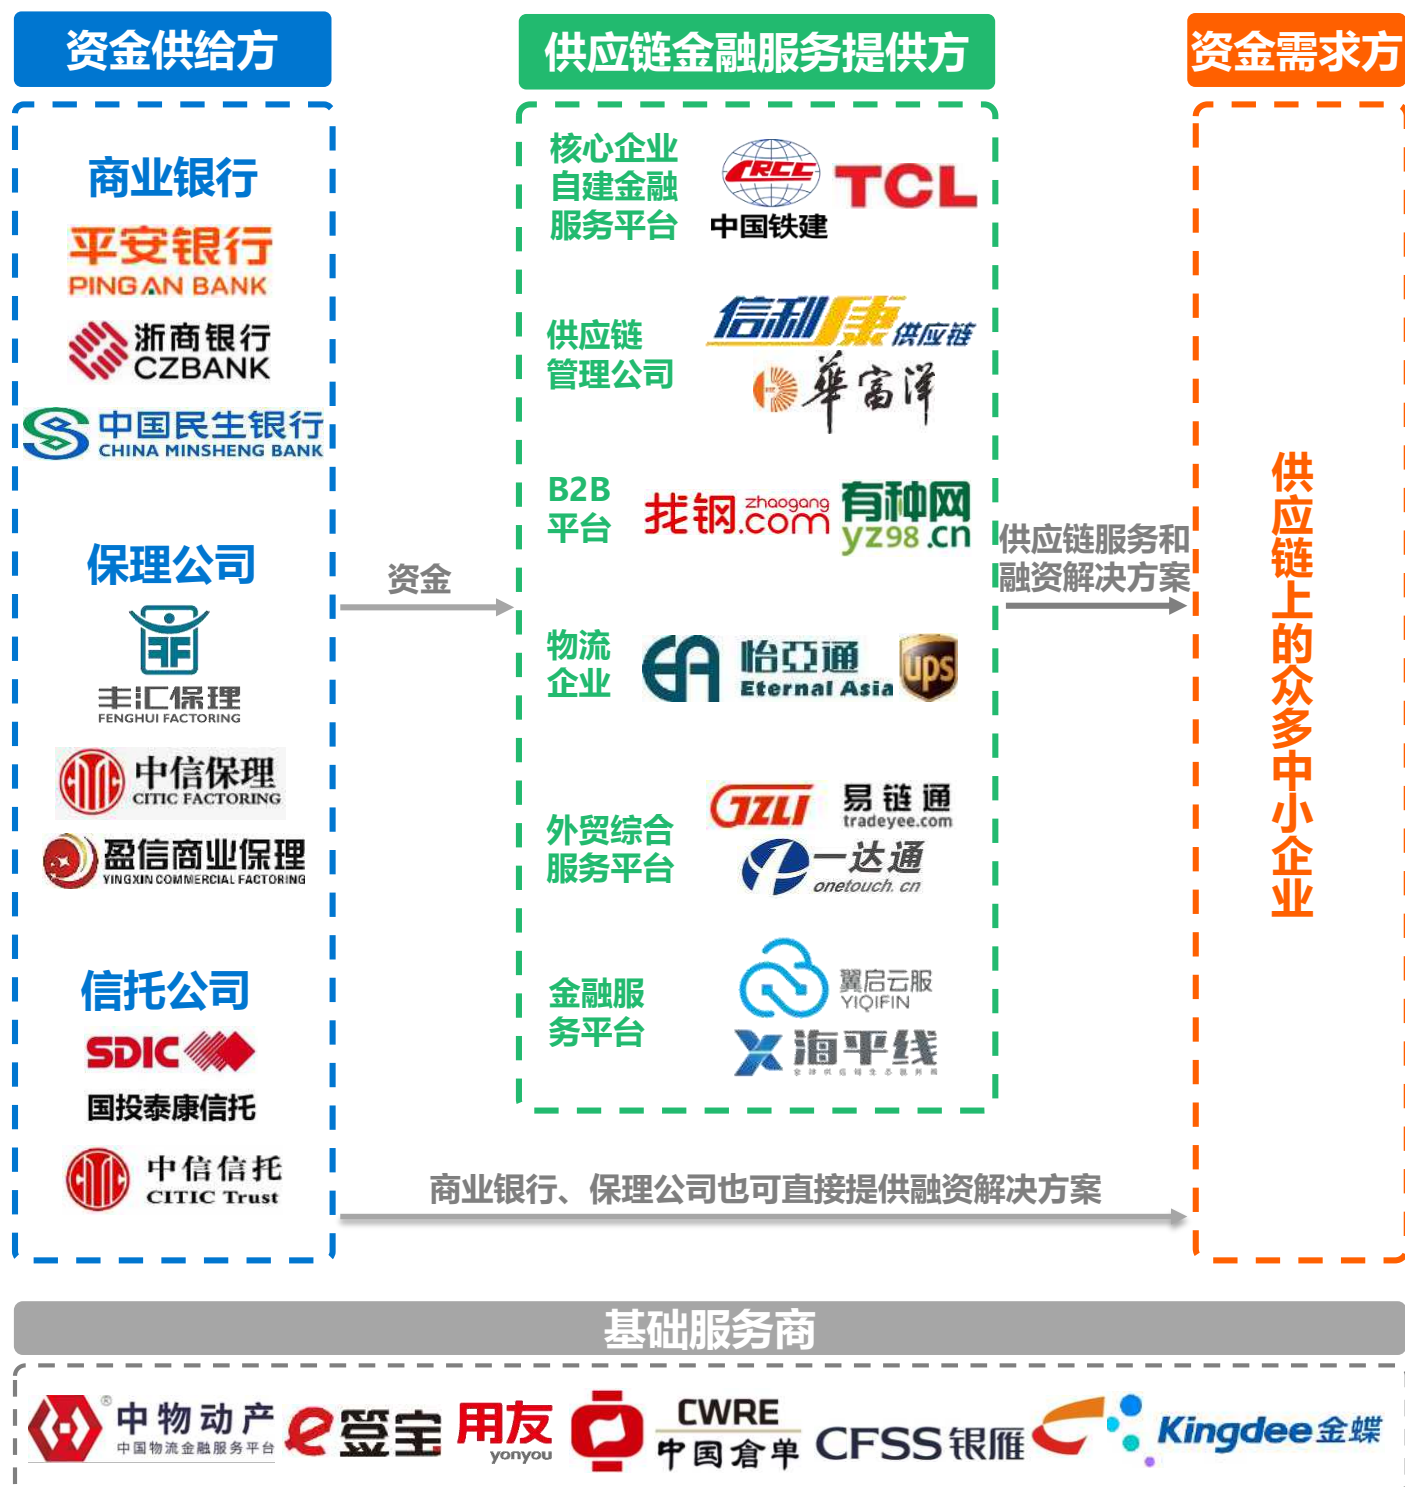 资金供给方
商业银行
平安银行
PINGAN BANK
浙商银行
CZBANK
中国民生银行
CHINA MINSHENG BANK
保理公司
丰汇保理
FENGHUI FACTORING
中信保理
CITIC FACTORING
盈信商业保理
YINGXIN COMMERCIAL FACTORING
信托公司
SDIC
国投泰康信托
中信信托
CITIC Trust
资金
供应链金融服务提供方
核心企业
自建金融
服务平台
CRCC
中国铁建
TCL
供应链
管理公司
信利康供应链
華富洋
B2B
平台
找钢 zhaogang
.com
有种网
yz98.cn
物流
企业
怡亞通
Eternal Asia
ups
外贸综合
服务平台
GZLI
易链通
tradeyee.com
一达通
onetouch.cn
金融服
务平台
翼启云服
YIQIFIN
海平线
供应链服务和
融资解决方案
商业银行、保理公司也可直接提供融资解决方案
资金需求方
供应链上的众多中小企业
基础服务商
中物动产®
中国物流金融服务平台
e签宝
用友
yonyou
CWRE
中国倉单
CFSS银雁
Kingdee金蝶